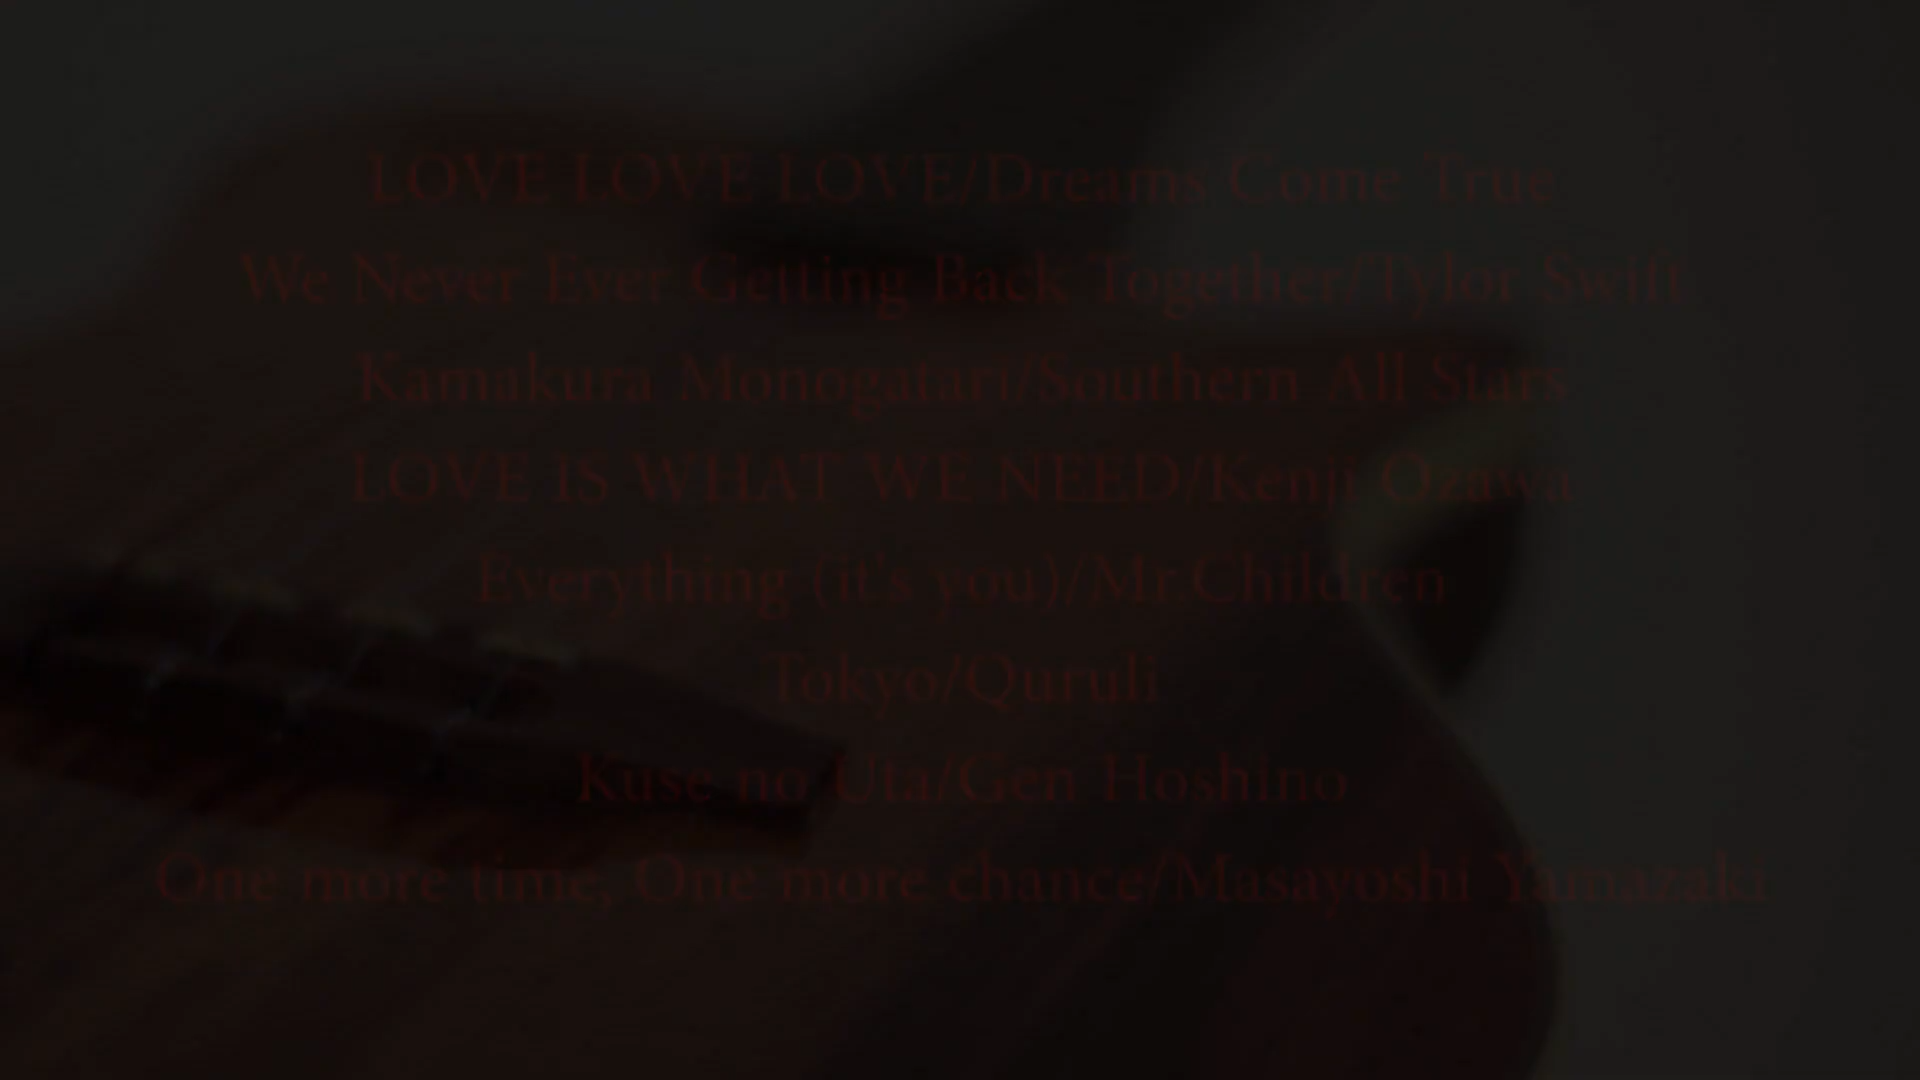 LOVE LOVE LOVE/Dreams Come True
We Never Ever Getting Back Together/Tylor Swift
Kamakura Monogatari/Southern All Stars
LOVE IS WHAT WE NEED/Kenji Ozawa
Everything (it's you)/Mr.Children
Tokyo/Qururli
Kuse no Uta/Gen Hoshino
One more time, One more chance/Masayoshi Yamazaki